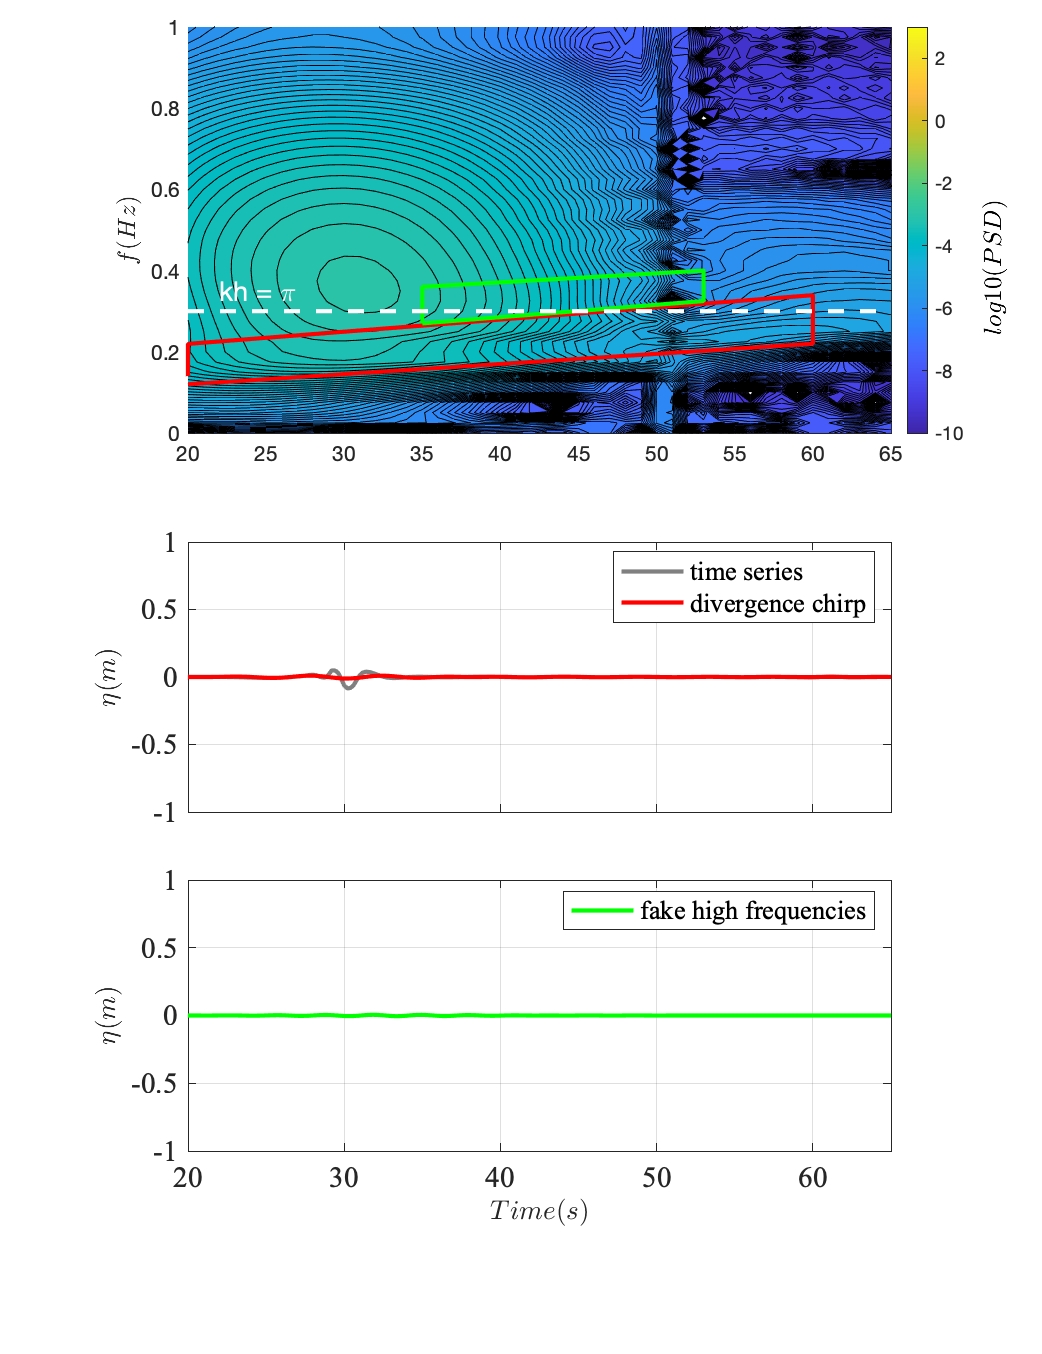 1
0.8
0.6
0.4
0.2
0
f(Hz)
kh = π
20 25 30 35 40 45 50 55 60 65
2
0
-2
-4
-6
-8
-10
log10(PSD)
1
0.5
0
-0.5
-1
η(m)
time series
divergence chirp
1
0.5
0
-0.5
-1
η(m)
fake high frequencies
20 30 40 50 60
Time(s)